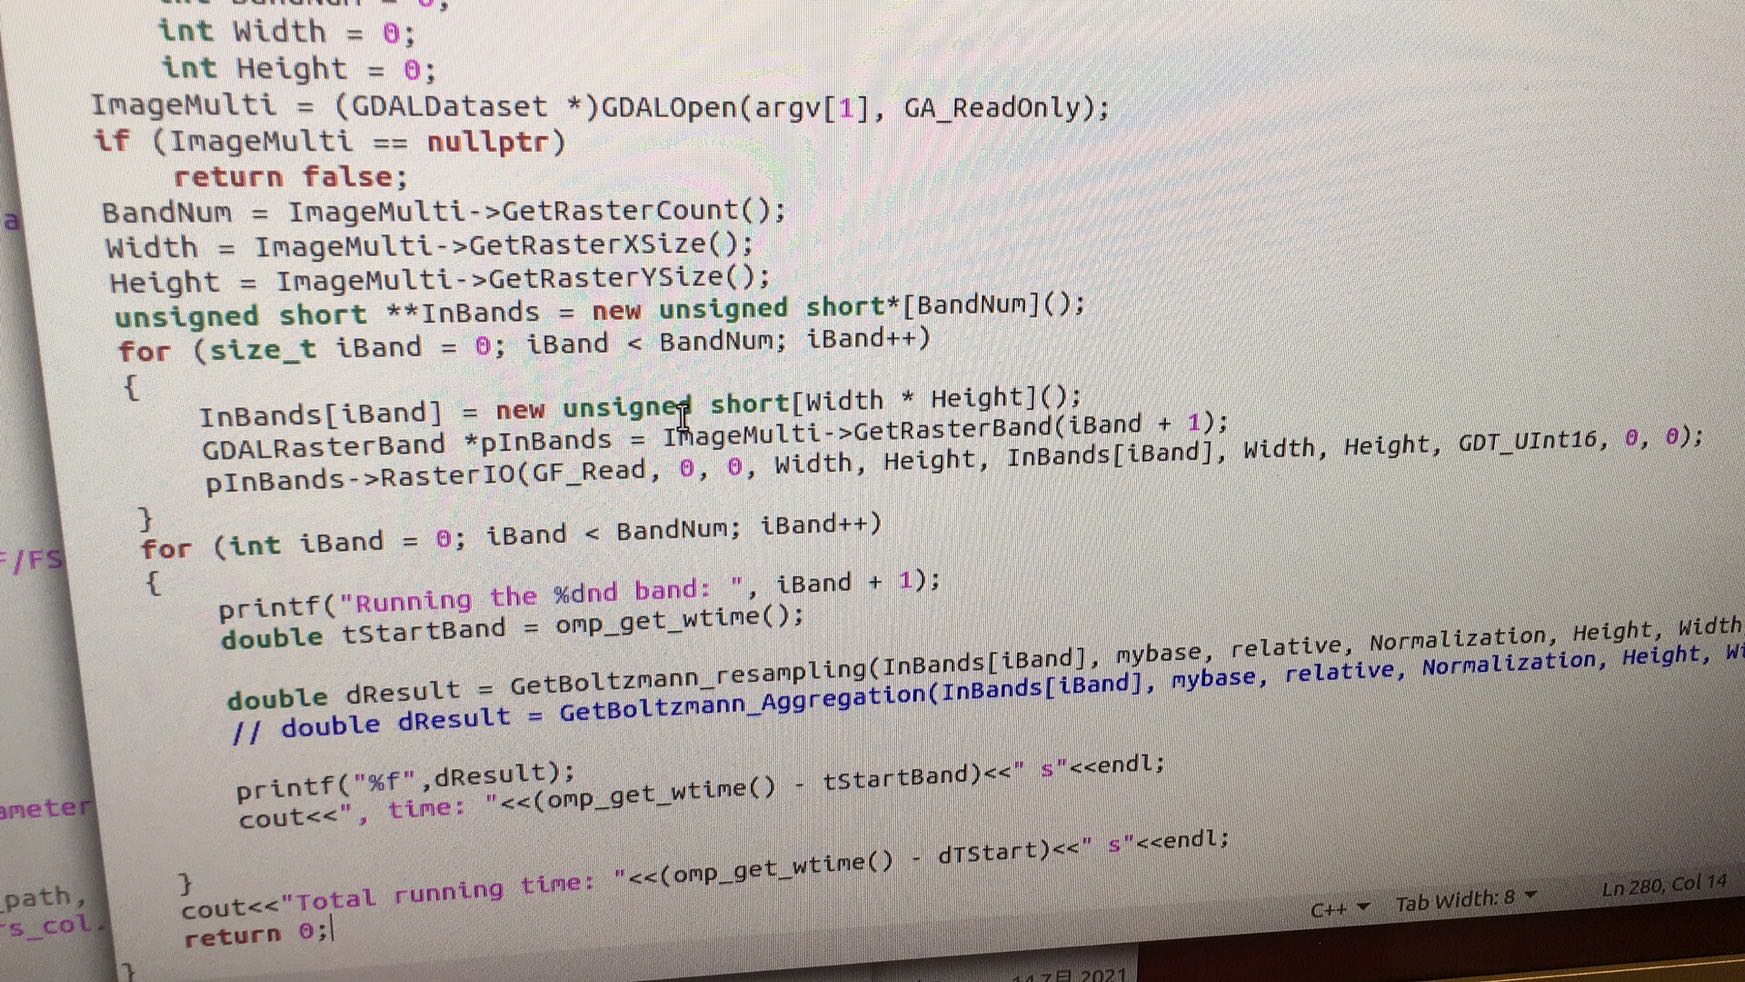 int Width = 0;
int Height = 0;
ImageMulti = (GDALDataset *)GDALOpen(argv[1], GA_ReadOnly);
if (ImageMulti == nullptr)
return false;
BandNum = ImageMulti->GetRasterCount();
Width = ImageMulti->GetRasterXSize();
Height = ImageMulti->GetRasterYSize();
unsigned short **InBands = new unsigned short*[BandNum]();
for (size_t iBand = 0; iBand < BandNum; iBand++)
{
InBands[iBand] = new unsigned short[Width * Height]();
GDALRasterBand *pInBands = ImageMulti->GetRasterBand(iBand + 1);
pInBands->RasterIO(GF_Read, 0, 0, Width, Height, InBands[iBand], Width, Height, GDT_UInt16, 0, 0);
}
for (int iBand = 0; iBand < BandNum; iBand++)
{
printf("Running the %dnd band: ", iBand + 1);
double tStartBand = omp_get_wtime();
double dResult = GetBoltzmann_resampling(InBands[iBand], mybase, relative, Normalization, Height, Width
// double dResult = GetBoltzmann_Aggregation(InBands[iBand], mybase, relative, Normalization, Height, Wi
printf("%f",dResult);
cout<<", time: "<<(omp_get_wtime() - tStartBand)<<" s"<<endl;
}
cout<<"Total running time: "<<(omp_get_wtime() - dTStart)<<" s"<<endl;
return 0;
}
a
/FS
ameter
_path,
rs_col.
C++ Tab Width: 8 Ln 280, Col 14
14 7月 2021